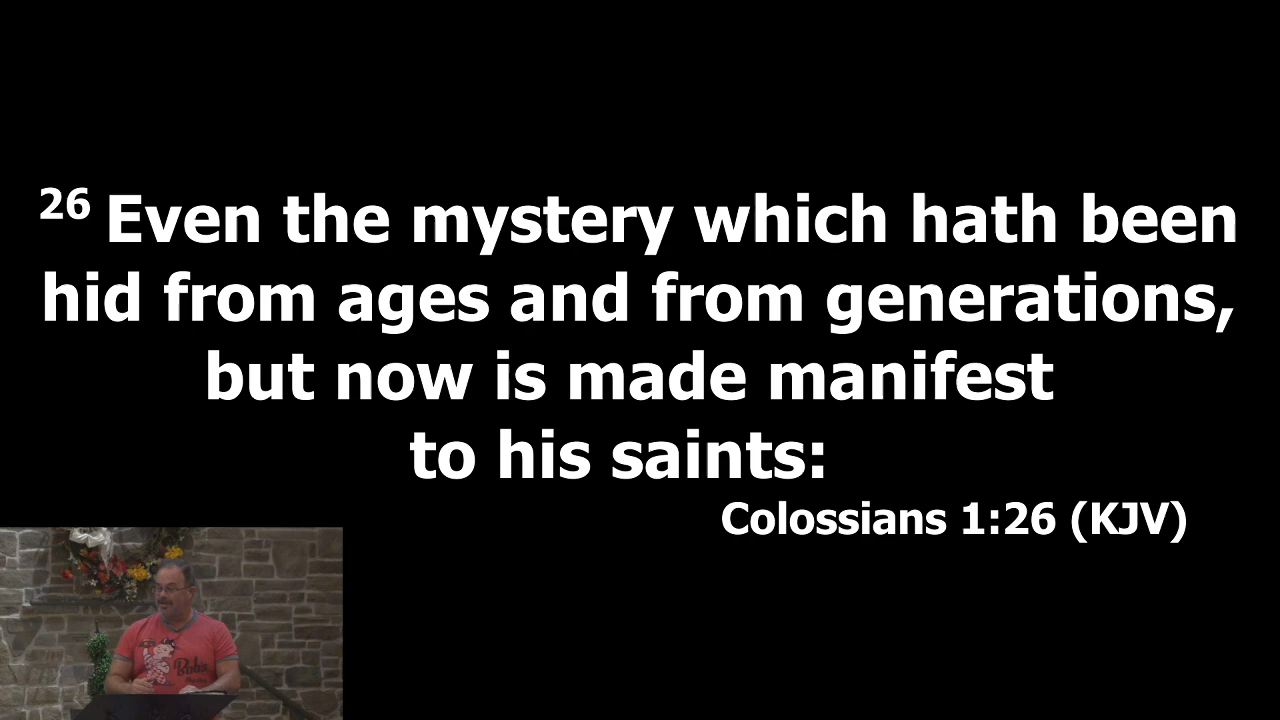 26 Even the mystery which hath been
hid from ages and from generations,
but now is made manifest
to his saints:
Colossians 1:26 (KJV)
Bob's